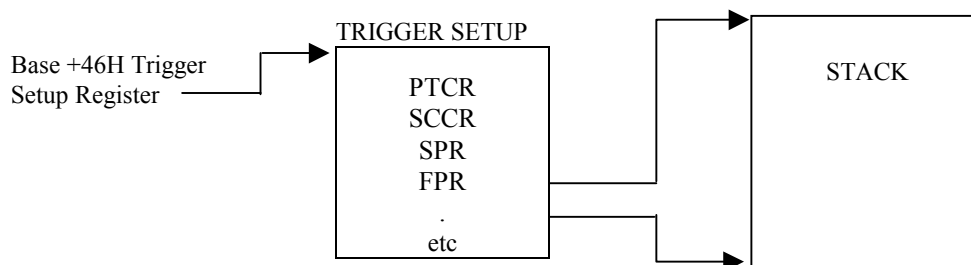 TRIGGER SETUP
Base +46H Trigger
Setup Register
PTCR
SCCR
SPR
FPR
.
etc
STACK